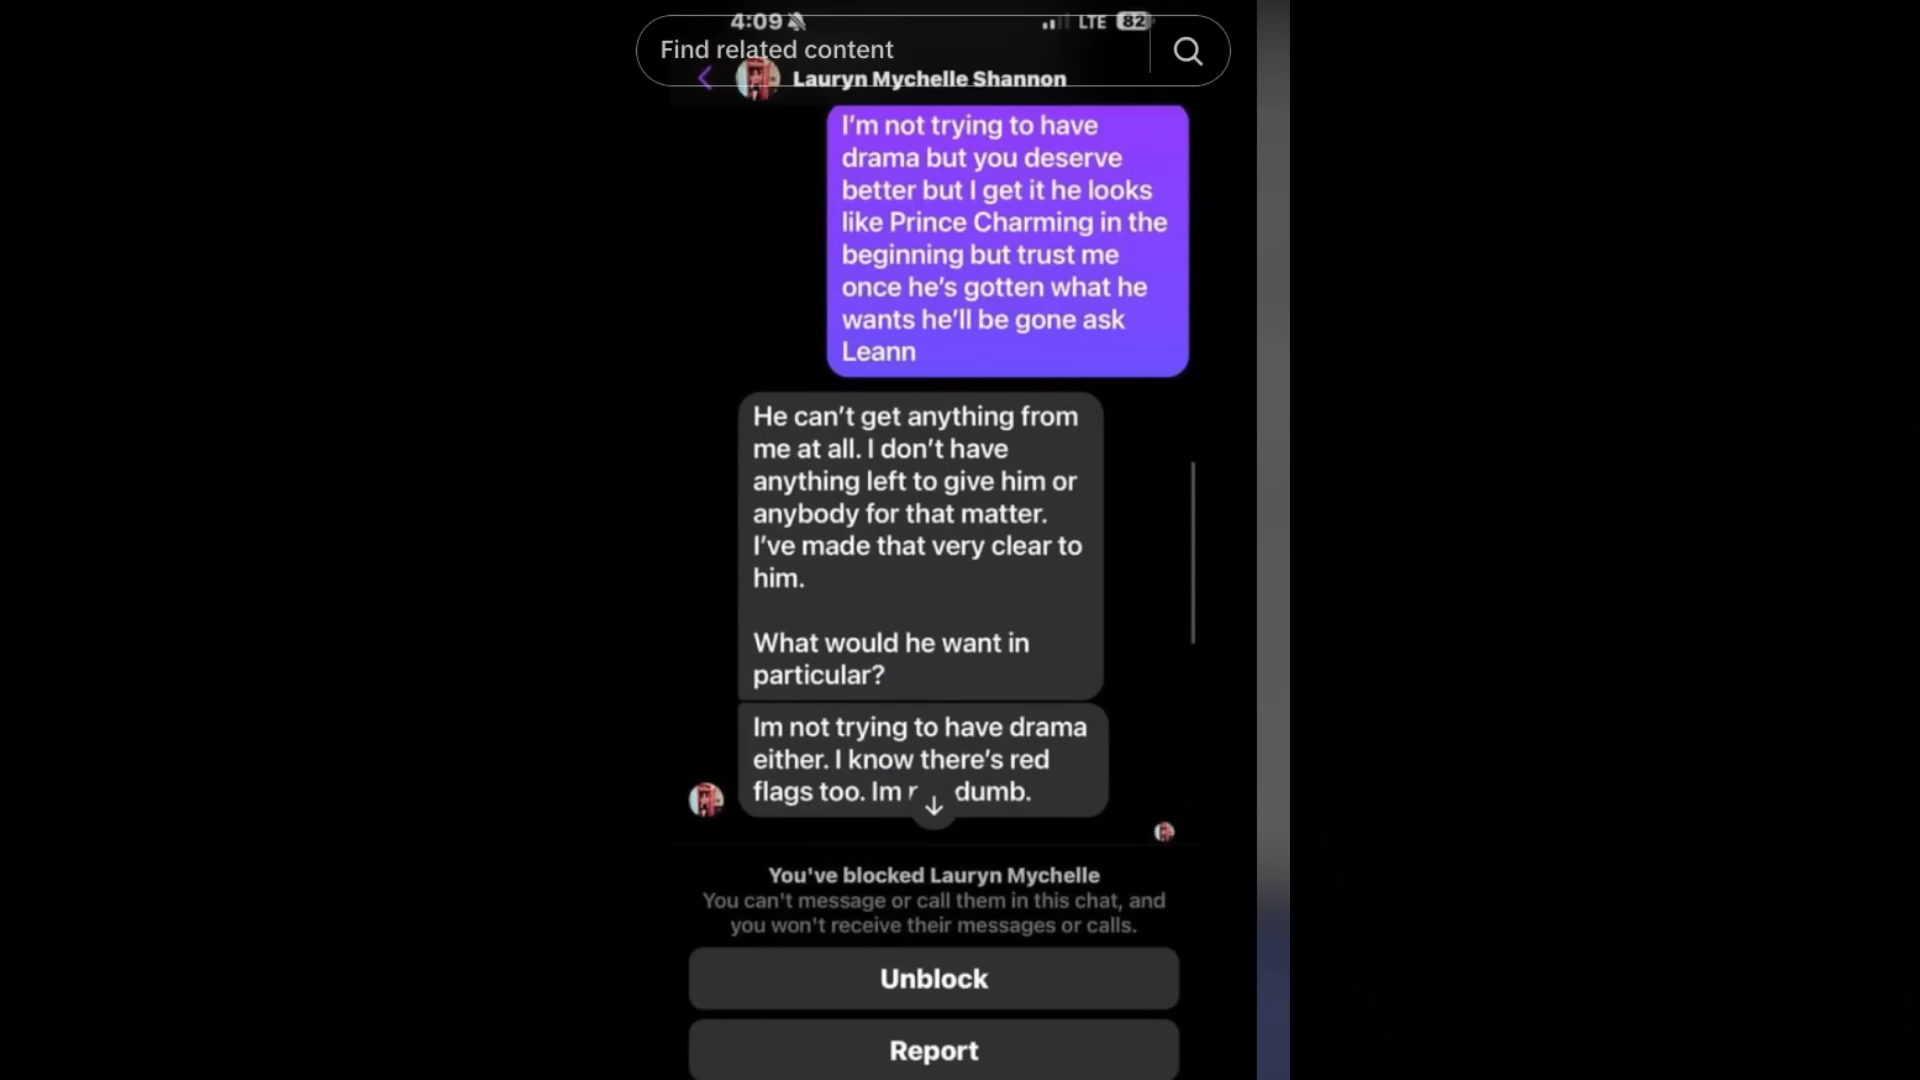 4:09
LTE 82
Find related content
Lauryn Mychelle Shannon
I'm not trying to have
drama but you deserve
better but I get it he looks
like Prince Charming in the
beginning but trust me
once he's gotten what he
wants he'll be gone ask
Leann
He can't get anything from
me at all. I don't have
anything left to give him or
anybody for that matter.
I've made that very clear to
him.
What would he want in
particular?
Im not trying to have drama
either. I know there's red
flags too. Im dumb.
You've blocked Lauryn Mychelle
You can't message or call them in this chat, and
you won't receive their messages or calls.
Unblock
Report